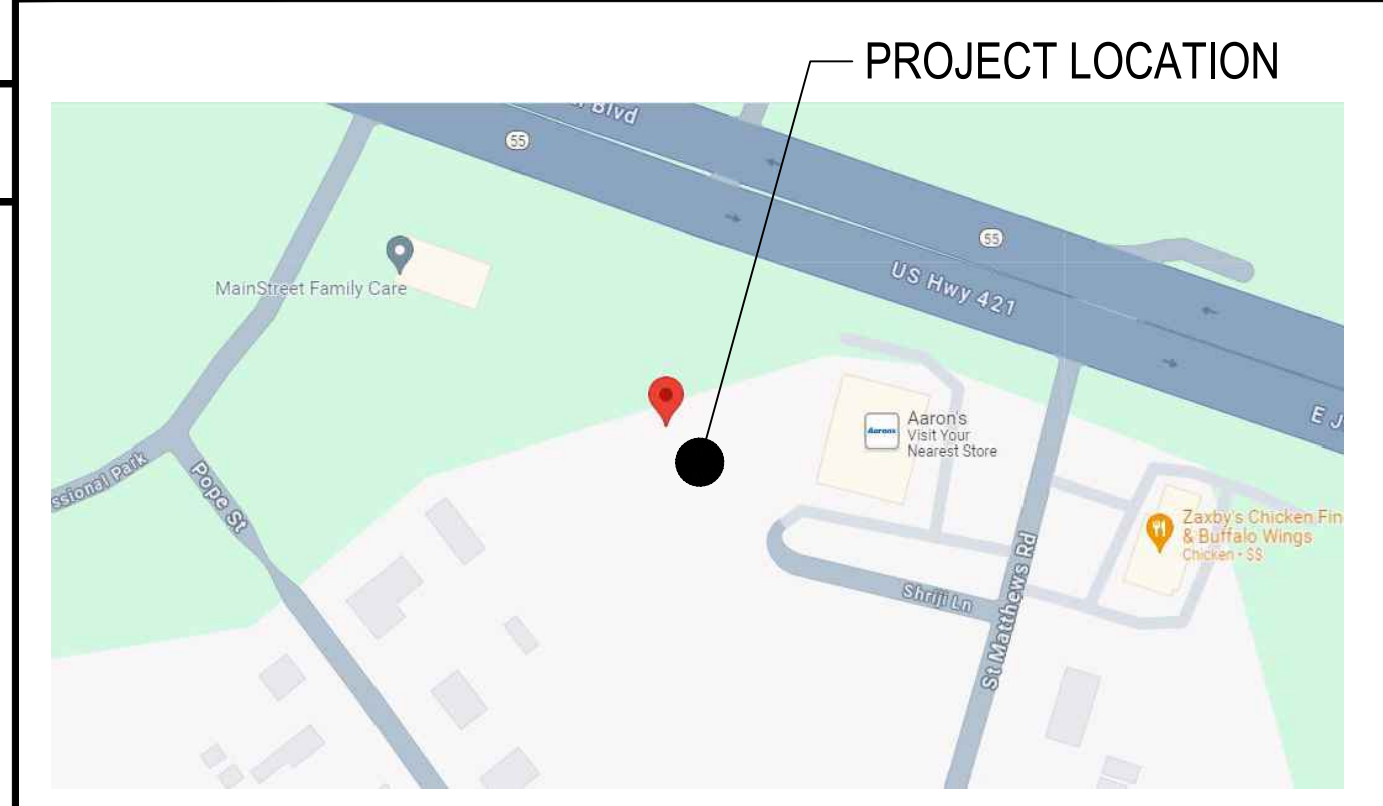 PROJECT LOCATION
Blvd
55
55
US Hwy 421
MainStreet Family Care
E J
Aarons
Aaron's
Visit Your
Nearest Store
ssional Park
Pope St
Zaxby's Chicken Fin
& Buffalo Wings
Chicken • $$
Shriji Ln
St Matthews Rd